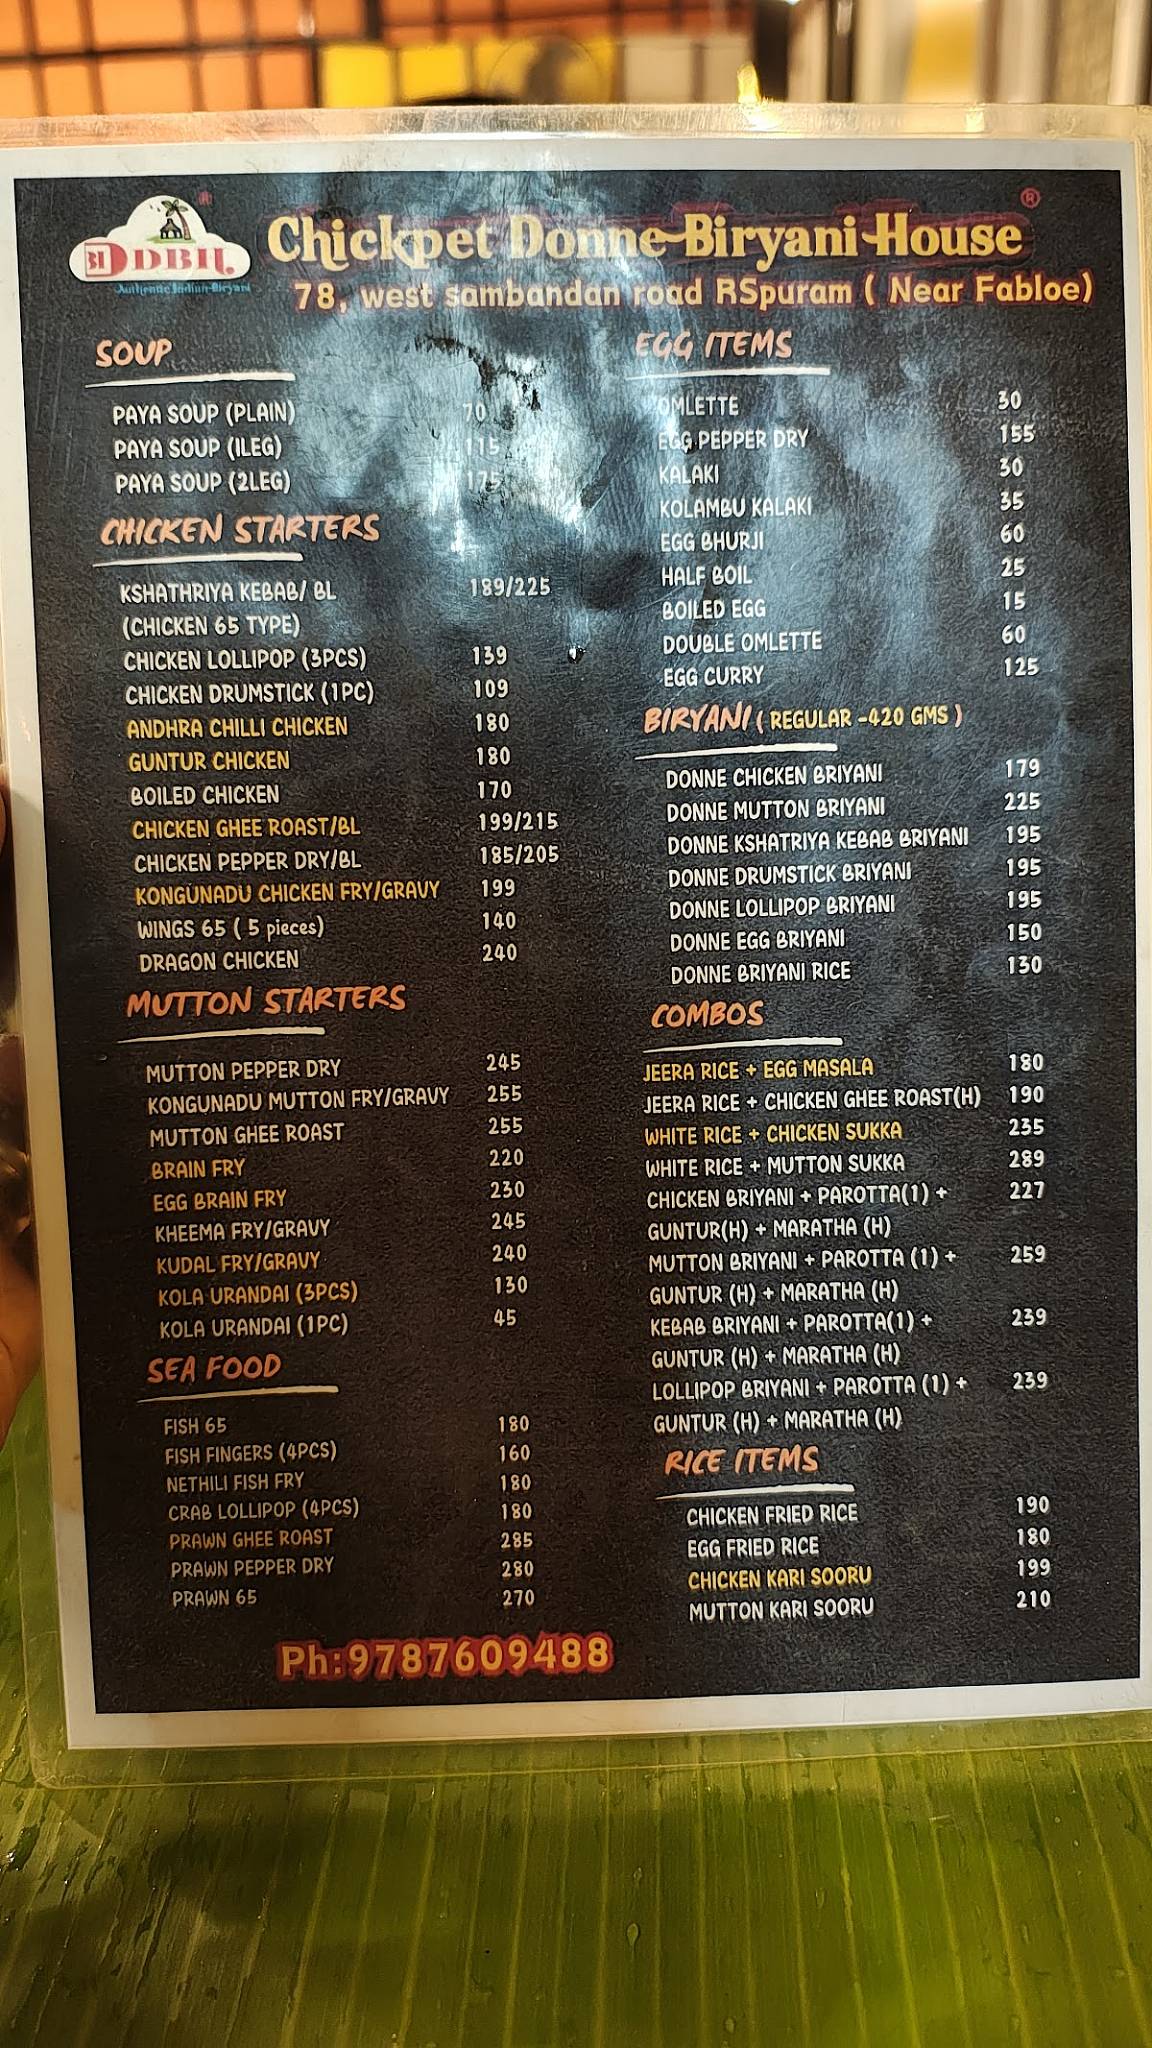 DBH
Authentic Indian Biryani
Chickpet Donne Biryani House
78, west sambandan road RSpuram ( Near Fabloe)
SOUP
PAYA SOUP (PLAIN) 70
PAYA SOUP (1LEG) 115
PAYA SOUP (2LEG) 175
CHICKEN STARTERS
KSHATHRIYA KEBAB/ BL 189/225
(CHICKEN 65 TYPE)
CHICKEN LOLLIPOP (3PCS) 139
CHICKEN DRUMSTICK (1PC) 109
ANDHRA CHILLI CHICKEN 180
GUNTUR CHICKEN 180
BOILED CHICKEN 170
CHICKEN GHEE ROAST/BL 199/215
CHICKEN PEPPER DRY/BL 185/205
KONGUNADU CHICKEN FRY/GRAVY 199
WINGS 65 ( 5 pieces) 140
DRAGON CHICKEN 240
MUTTON STARTERS
MUTTON PEPPER DRY 245
KONGUNADU MUTTON FRY/GRAVY 255
MUTTON GHEE ROAST 255
BRAIN FRY 220
EGG BRAIN FRY 230
KHEEMA FRY/GRAVY 245
KUDAL FRY/GRAVY 240
KOLA URANDAI (3PCS) 130
KOLA URANDAI (1PC) 45
SEA FOOD
FISH 65 180
FISH FINGERS (4PCS) 160
NETHILI FISH FRY 180
CRAB LOLLIPOP (4PCS) 180
PRAWN GHEE ROAST 285
PRAWN PEPPER DRY 280
PRAWN 65 270
EGG ITEMS
OMLETTE 30
EGG PEPPER DRY 155
KALAKI 30
KOLAMBU KALAKI 35
EGG BHURJI 60
HALF BOIL 25
BOILED EGG 15
DOUBLE OMLETTE 60
EGG CURRY 125
BIRYANI ( REGULAR -420 GMS )
DONNE CHICKEN BRIYANI 179
DONNE MUTTON BRIYANI 225
DONNE KSHATRIYA KEBAB BRIYANI 195
DONNE DRUMSTICK BRIYANI 195
DONNE LOLLIPOP BRIYANI 195
DONNE EGG BRIYANI 150
DONNE BRIYANI RICE 130
COMBOS
JEERA RICE + EGG MASALA 180
JEERA RICE + CHICKEN GHEE ROAST(H) 190
WHITE RICE + CHICKEN SUKKA 235
WHITE RICE + MUTTON SUKKA 289
CHICKEN BRIYANI + PAROTTA(1) + 227
GUNTUR(H) + MARATHA (H)
MUTTON BRIYANI + PAROTTA (1) + 259
GUNTUR (H) + MARATHA (H)
KEBAB BRIYANI + PAROTTA(1) + 239
GUNTUR (H) + MARATHA (H)
LOLLIPOP BRIYANI + PAROTTA (1) + 239
GUNTUR (H) + MARATHA (H)
RICE ITEMS
CHICKEN FRIED RICE 190
EGG FRIED RICE 180
CHICKEN KARI SOORU 199
MUTTON KARI SOORU 210
Ph:9787609488